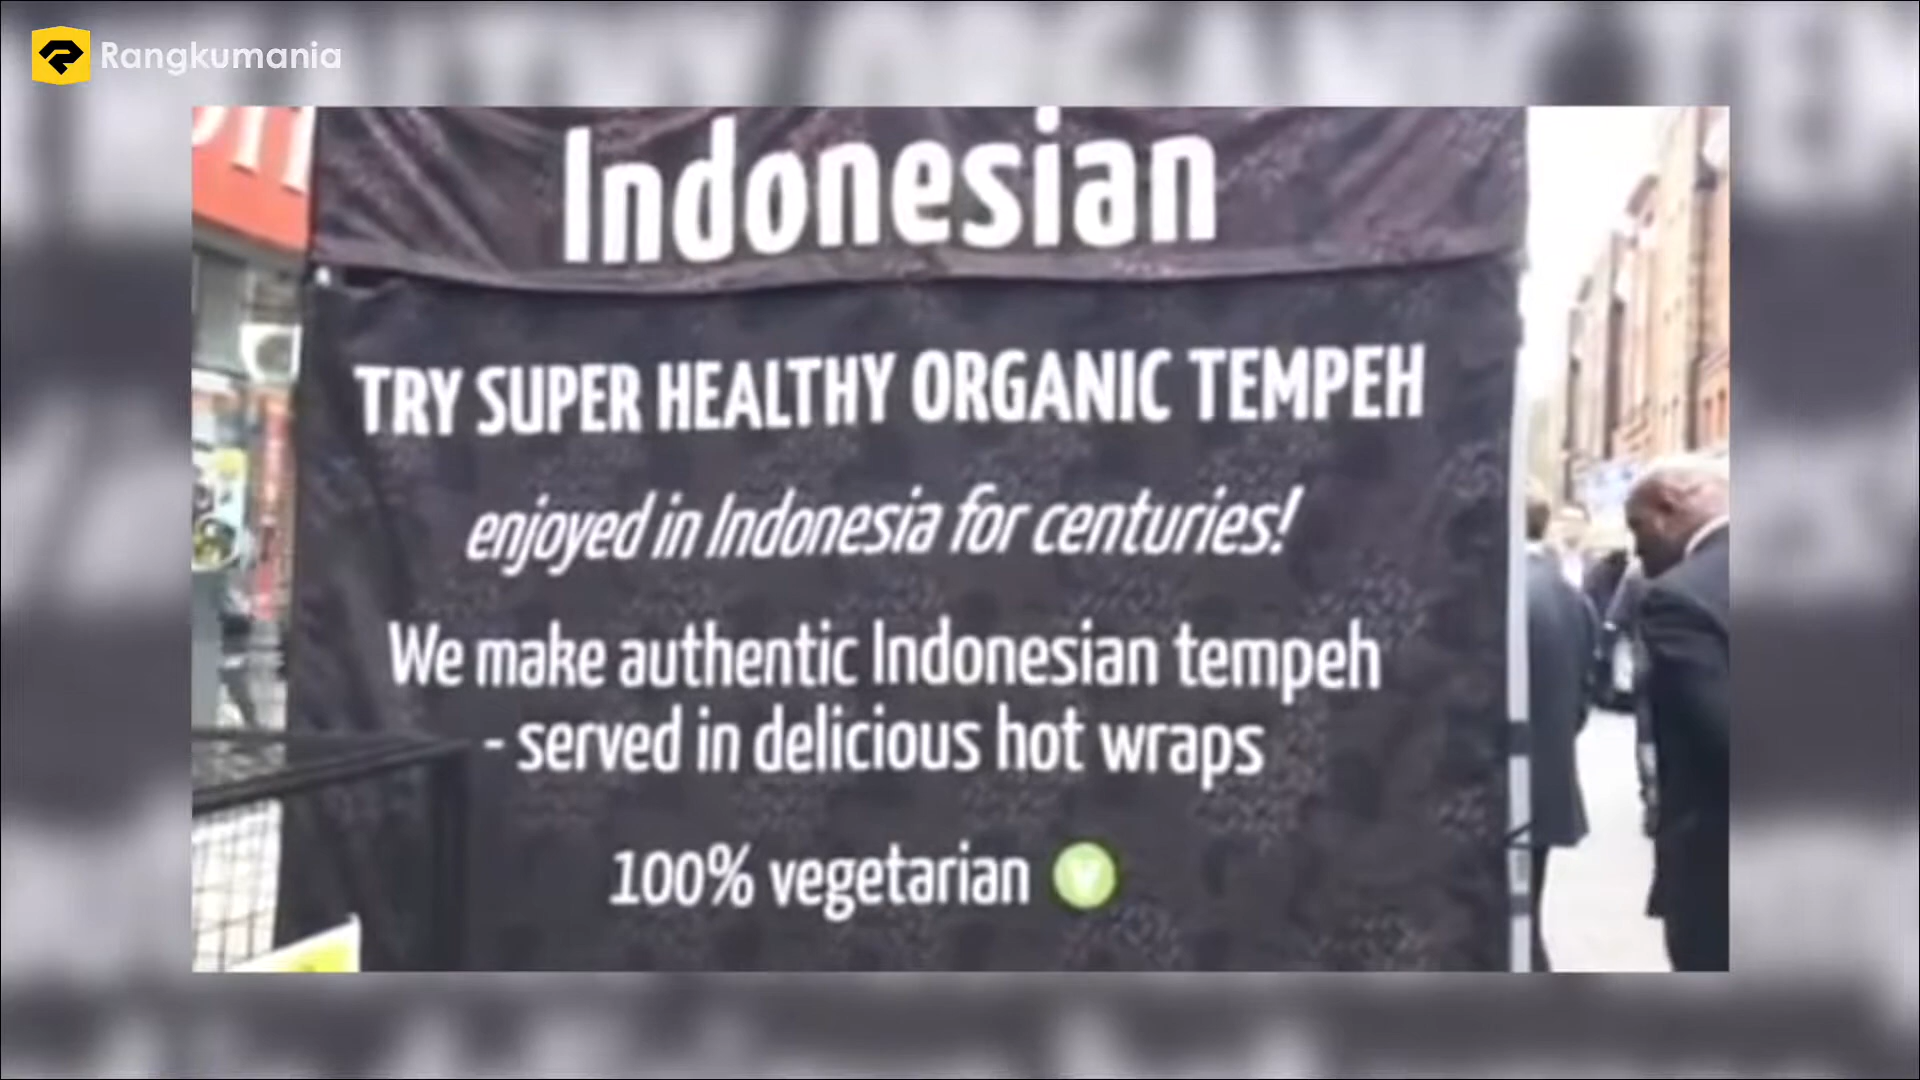 Rangkumania
Indonesian
TRY SUPER HEALTHY ORGANIC TEMPEH
enjoyed in Indonesia for centuries!
We make authentic Indonesian tempeh
- served in delicious hot wraps
100% vegetarian V